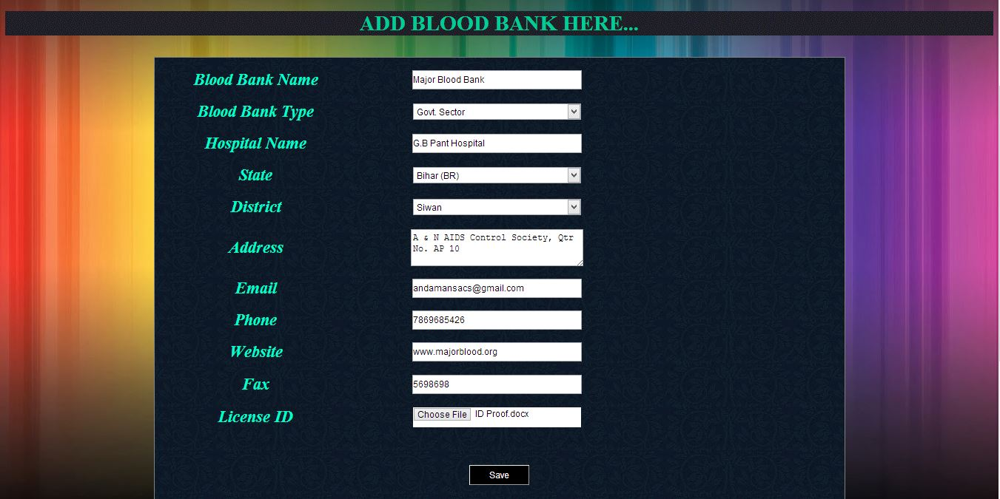 ADD BLOOD BANK HERE...
Blood Bank Name Major Blood Bank
Blood Bank Type Govt. Sector
Hospital Name G.B Pant Hospital
State Bihar (BR)
District Siwan
Address A & N AIDS Control Society, Qtr
No. AP 10
Email andamansacs@gmail.com
Phone 7869685426
Website www.majorblood.org
Fax 5698698
License ID Choose File ID Proof.docx
Save